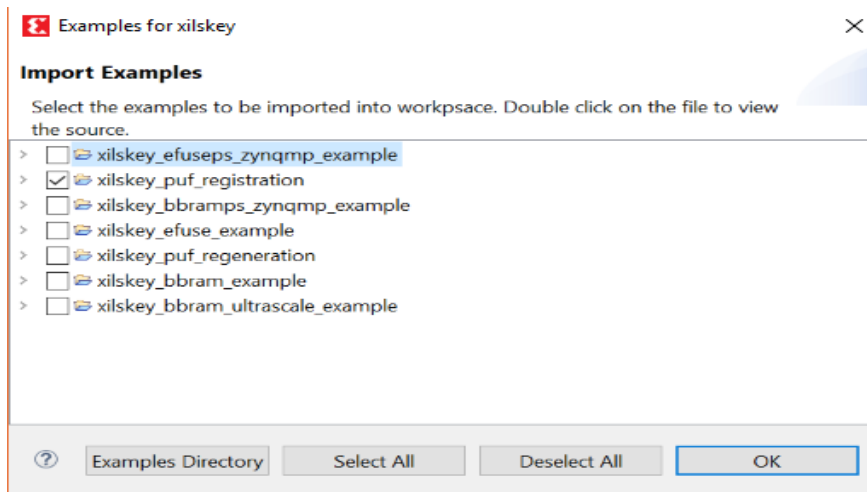 Examples for xilskey
Import Examples
Select the examples to be imported into workpsace. Double click on the file to view
the source.
xilskey_efuseps_zynqmp_example
xilskey_puf_registration
xilskey_bbramps_zynqmp_example
xilskey_efuse_example
xilskey_puf_regeneration
xilskey_bbram_example
xilskey_bbram_ultrascale_example
? Examples Directory Select All Deselect All OK